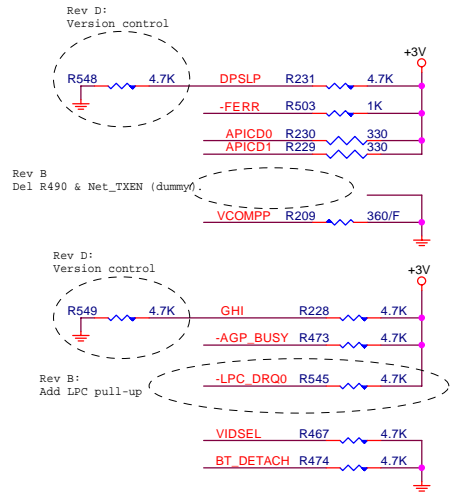 Rev D:
Version control
+3V
R548 4.7K DPSLP R231 4.7K
-FERR R503 1K
APICD0 R230 330
APICD1 R229 330
Rev B
Del R490 & Net_TXEN (dummy).
VCOMPP R209 360/F
Rev D:
Version control
+3V
R549 4.7K GHI R228 4.7K
-AGP_BUSY R473 4.7K
Rev B:
Add LPC pull-up
-LPC_DRQ0 R545 4.7K
VIDSEL R467 4.7K
BT_DETACH R474 4.7K